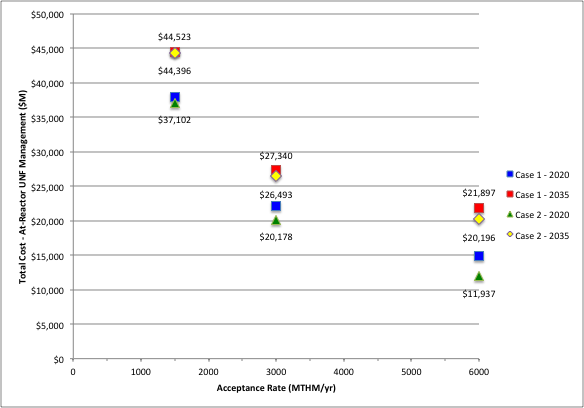 $50,000
$45,000
$40,000
$35,000
$30,000
$25,000
$20,000
$15,000
$10,000
$5,000
$0
Total Cost - At-Reactor UNF Management ($M)
$44,523
$44,396
$37,102
$27,340
$26,493
$20,178
$21,897
$20,196
$11,937
Case 1 - 2020
Case 1 - 2035
Case 2 - 2020
Case 2 - 2035
0 1000 2000 3000 4000 5000 6000
Acceptance Rate (MTHM/yr)